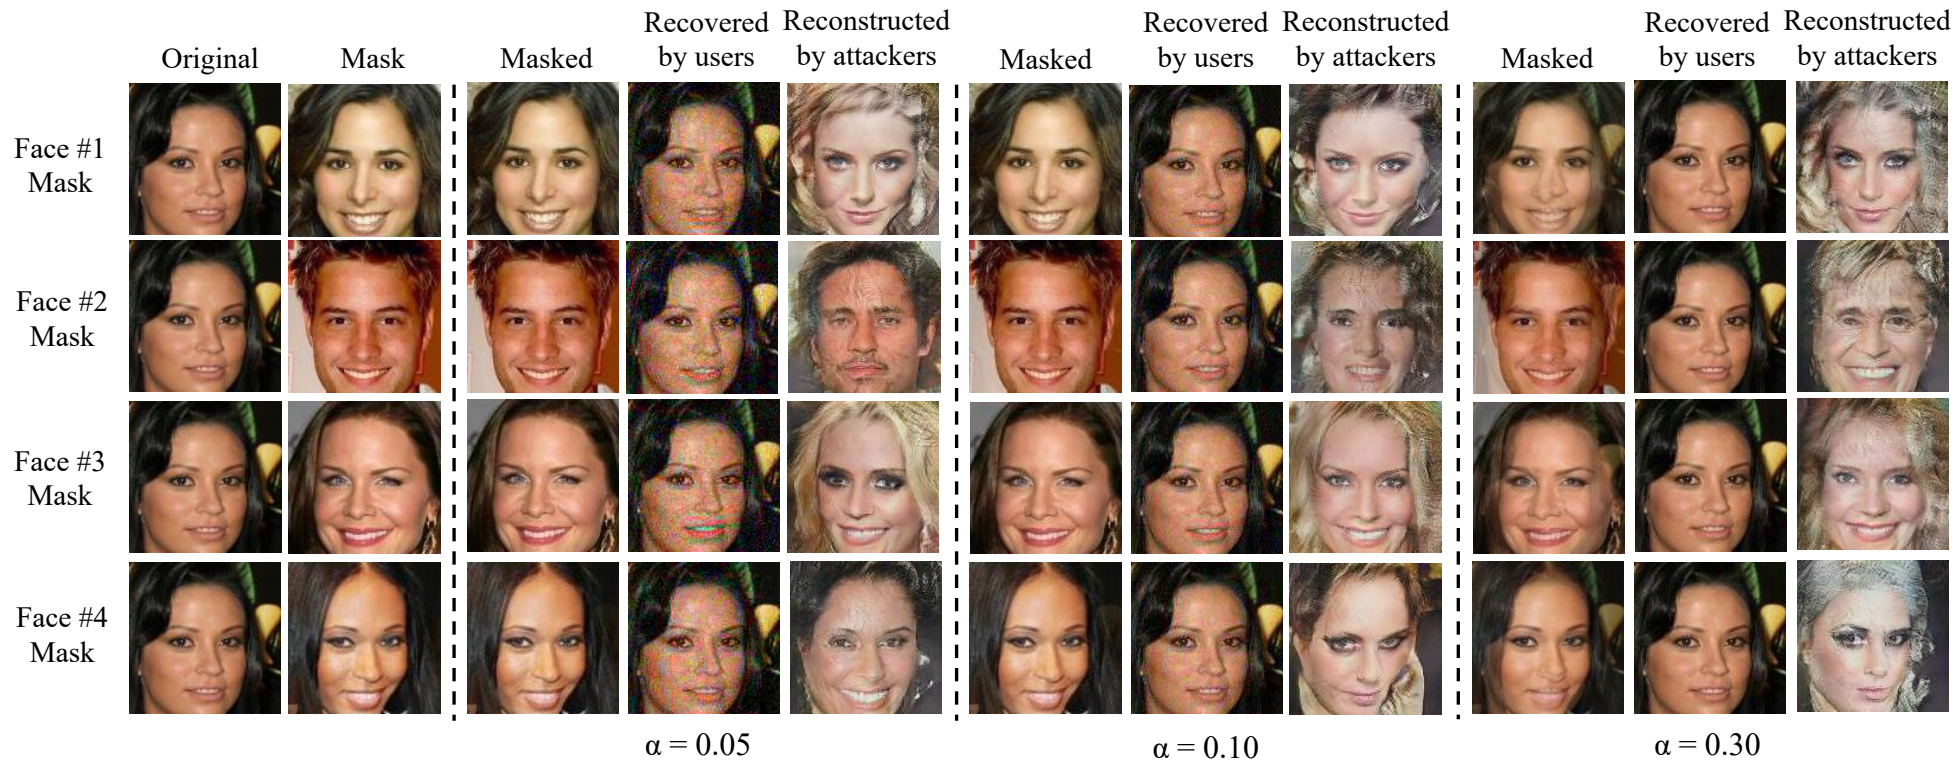 Original
Mask
Masked
Recovered
by users
Reconstructed
by attackers
Masked
Recovered
by users
Reconstructed
by attackers
Masked
Recovered
by users
Reconstructed
by attackers
Face #1
Mask
Face #2
Mask
Face #3
Mask
Face #4
Mask
α = 0.05
α = 0.10
α = 0.30